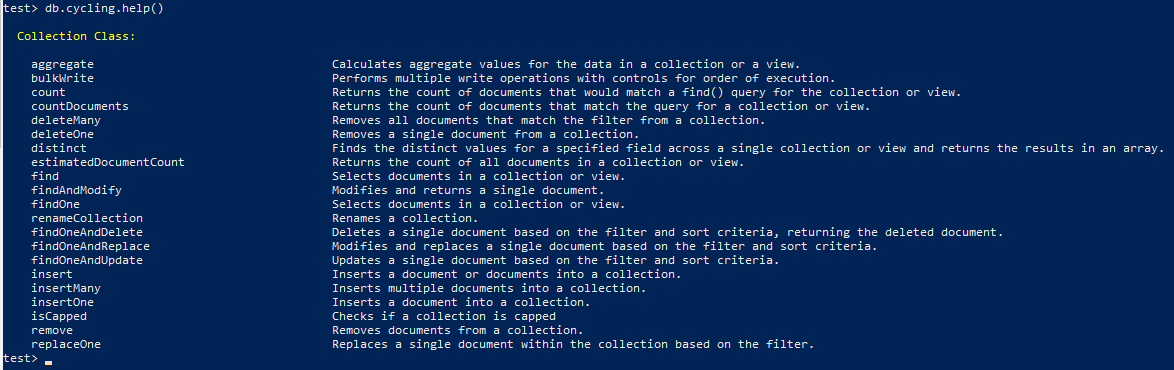 test> db.cycling.help()
Collection Class:
aggregate Calculates aggregate values for the data in a collection or a view.
bulkWrite Performs multiple write operations with controls for order of execution.
count Returns the count of documents that would match a find() query for the collection or view.
countDocuments Returns the count of documents that match the query for a collection or view.
deleteMany Removes all documents that match the filter from a collection.
deleteOne Removes a single document from a collection.
distinct Finds the distinct values for a specified field across a single collection or view and returns the results in an array.
estimatedDocumentCount Returns the count of all documents in a collection or view.
find Selects documents in a collection or view.
findAndModify Modifies and returns a single document.
findOne Selects documents in a collection or view.
renameCollection Renames a collection.
findOneAndDelete Deletes a single document based on the filter and sort criteria, returning the deleted document.
findOneAndReplace Modifies and replaces a single document based on the filter and sort criteria.
findOneAndUpdate Updates a single document based on the filter and sort criteria.
insert Inserts a document or documents into a collection.
insertMany Inserts multiple documents into a collection.
insertOne Inserts a document into a collection.
isCapped Checks if a collection is capped
remove Removes documents from a collection.
replaceOne Replaces a single document within the collection based on the filter.
test>